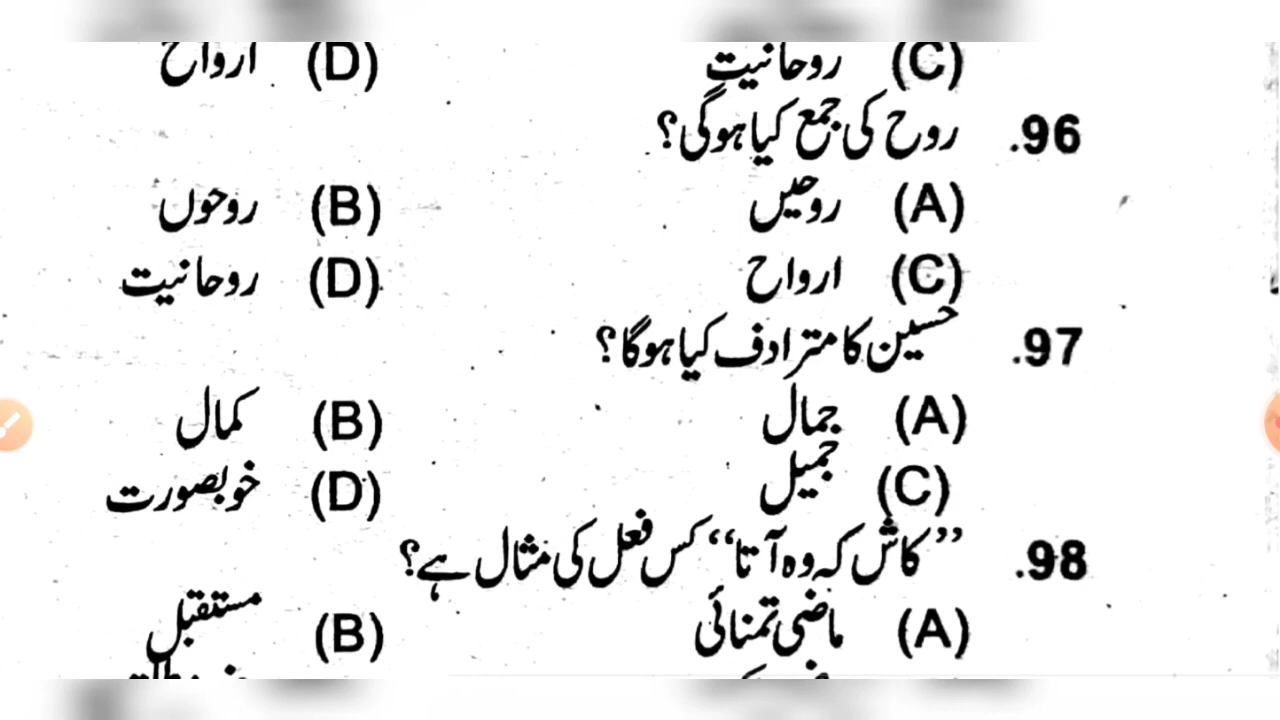 (C) روحانیت (D) ارواح
96. روح کی جمع کیا ہوگی؟
(A) روحیں (B) روحوں
(C) ارواح (D) روحانیت
97. حسین کا مترادف کیا ہوگا؟
(A) جمال (B) کمال
(C) جمیل (D) خوبصورت
98. ’’کاش کہ وہ آتا‘‘ کس فعل کی مثال ہے؟
(A) ماضی تمنائی (B) مستقبل